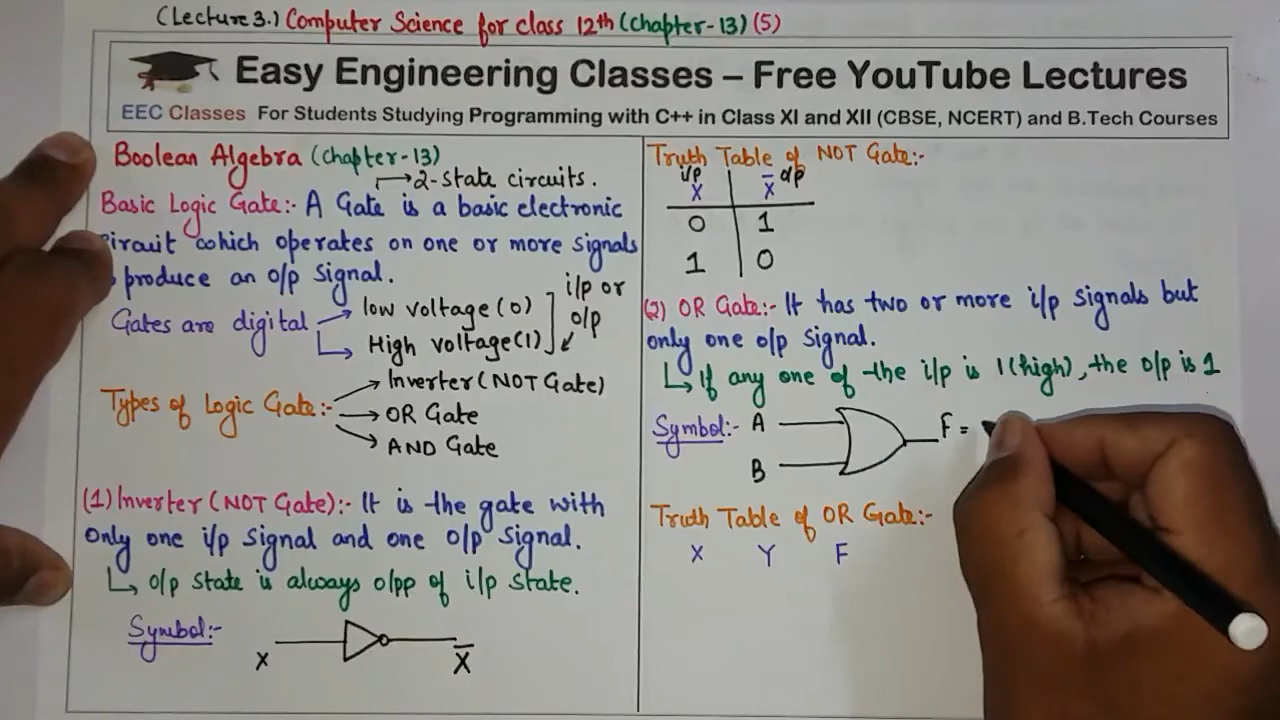 (Lecture 3.) Computer Science for class 12th (chapter-13) (5)
Easy Engineering Classes – Free YouTube Lectures
EEC Classes For Students Studying Programming with C++ in Class XI and XII (CBSE, NCERT) and B.Tech Courses
Boolean Algebra (chapter-13)
→ 2-state circuits.
Basic Logic Gate:- A Gate is a basic electronic
circuit which operates on one or more signals
produce an o/p signal.
Gates are digital
low voltage (0)
High voltage (1)
i/p or
o/p
Types of Logic Gate:-
→ Inverter (NOT Gate)
→ OR Gate
→ AND Gate
(1) Inverter (NOT Gate):- It is the gate with
only one i/p signal and one o/p signal.
↳ o/p state is always o/pp of i/p state.
Symbol:-
X
X̅
Truth Table of NOT Gate:-
i/p o/p
X X̅
0 1
1 0
(2) OR Gate:- It has two or more i/p signals but
only one o/p signal.
↳ If any one of the i/p is 1 (high), the o/p is 1
Symbol:- A
F =
B
Truth Table of OR Gate:-
X Y F